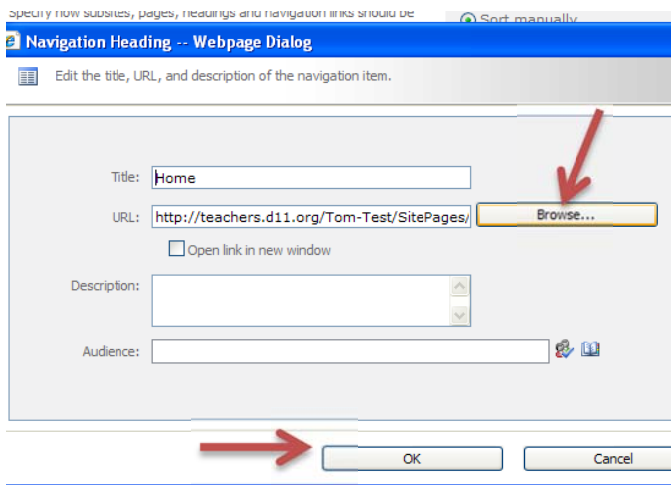 Specify how subsites, pages, headings and navigation links should be
Sort manually
Navigation Heading -- Webpage Dialog
Edit the title, URL, and description of the navigation item.
Title: Home
URL: http://teachers.d11.org/Tom-Test/SitePages/ Browse...
Open link in new window
Description:
Audience:
OK Cancel